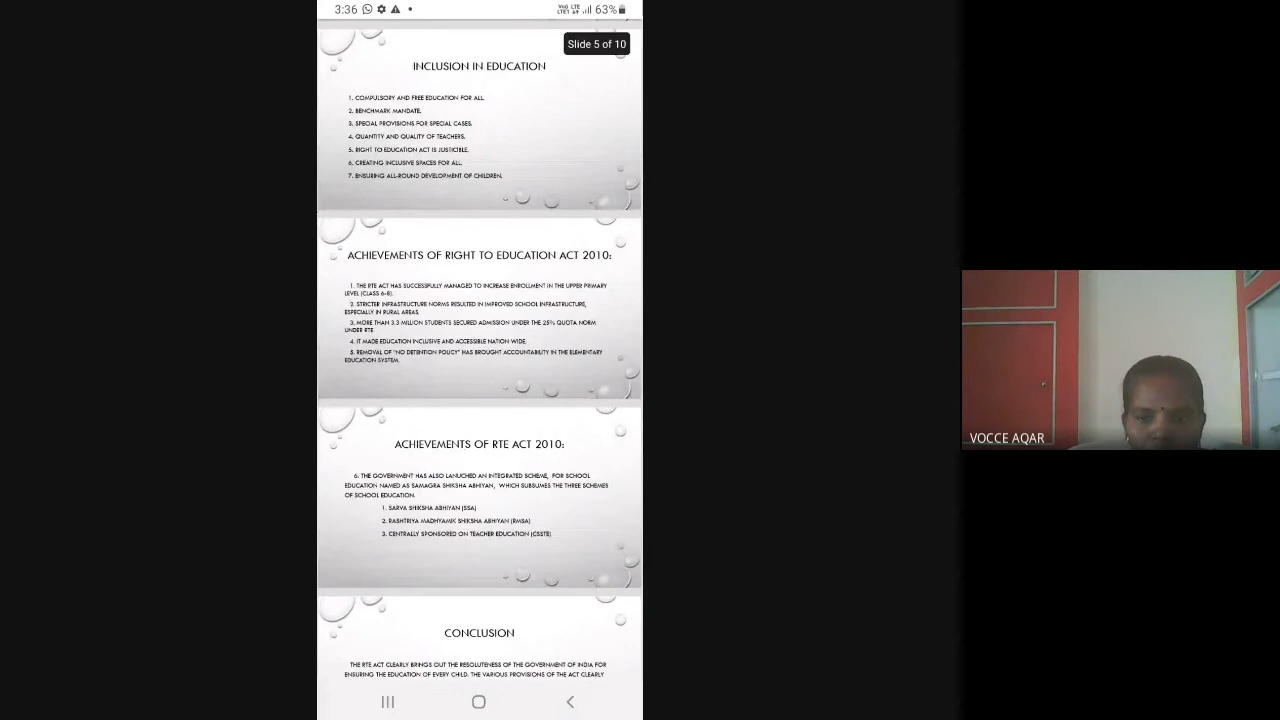 3:36 63%
Slide 5 of 10
INCLUSION IN EDUCATION
1. COMPULSORY AND FREE EDUCATION FOR ALL.
2. BENCHMARK MANDATE.
3. SPECIAL PROVISIONS FOR SPECIAL CASES.
4. QUANTITY AND QUALITY OF TEACHERS.
5. RIGHT TO EDUCATION ACT IS JUSTICIBLE.
6. CREATING INCLUSIVE SPACES FOR ALL.
7. ENSURING ALL-ROUND DEVELOPMENT OF CHILDREN.
ACHIEVEMENTS OF RIGHT TO EDUCATION ACT 2010:
1. THE RTE ACT HAS SUCCESSFULLY MANAGED TO INCREASE ENROLLMENT IN THE UPPER PRIMARY
LEVEL (CLASS 6-8).
2. STRICTER INFRASTRUCTURE NORMS RESULTED IN IMPROVED SCHOOL INFRASTRUCTURE,
ESPECIALLY IN RURAL AREAS.
3. MORE THAN 3.3 MILLION STUDENTS SECURED ADMISSION UNDER THE 25% QUOTA NORM
UNDER RTE.
4. IT MADE EDUCATION INCLUSIVE AND ACCESSIBLE NATION WIDE.
5. REMOVAL OF "NO DETENTION POLICY" HAS BROUGHT ACCOUNTABILITY IN THE ELEMENTARY
EDUCATION SYSTEM.
ACHIEVEMENTS OF RTE ACT 2010:
6. THE GOVERNMENT HAS ALSO LANUCHED AN INTEGRATED SCHEME, FOR SCHOOL
EDUCATION NAMED AS SAMAGRA SHIKSHA ABHIYAN, WHICH SUBSUMES THE THREE SCHEMES
OF SCHOOL EDUCATION.
1. SARVA SHIKSHA ABHIYAN (SSA)
2. RASHTRIYA MADHYAMIK SHIKSHA ABHIYAN (RMSA)
3. CENTRALLY SPONSORED ON TEACHER EDUCATION (CSSTE)
CONCLUSION
THE RTE ACT CLEARLY BRINGS OUT THE RESOLUTENESS OF THE GOVERNMENT OF INDIA FOR
ENSURING THE EDUCATION OF EVERY CHILD. THE VARIOUS PROVISIONS OF THE ACT CLEARLY
VOCCE AQAR